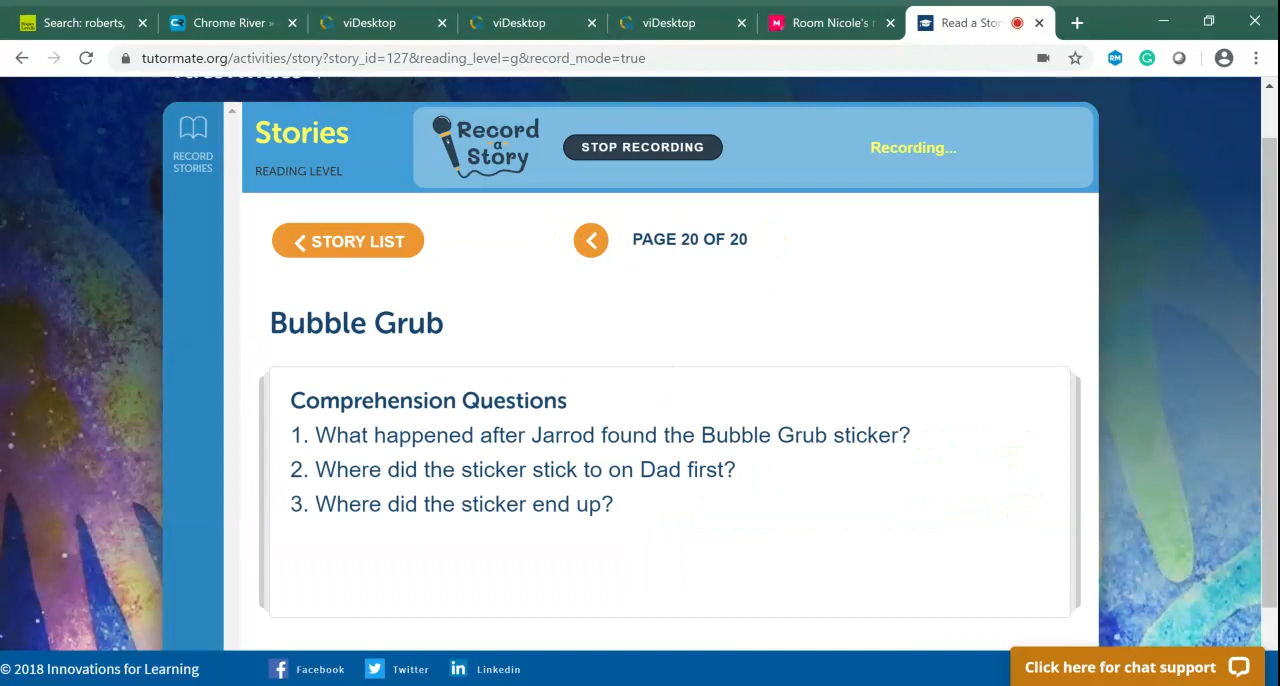 Search: roberts,
Chrome River »
viDesktop
viDesktop
viDesktop
Room Nicole's
Read a Stor
tutormate.org/activities/story?story_id=127&reading_level=g&record_mode=true
RM
RECORD
STORIES
Stories
READING LEVEL
Record
a
Story
STOP RECORDING
Recording...
STORY LIST
PAGE 20 OF 20
Bubble Grub
Comprehension Questions
1. What happened after Jarrod found the Bubble Grub sticker?
2. Where did the sticker stick to on Dad first?
3. Where did the sticker end up?
© 2018 Innovations for Learning
Facebook
Twitter
Linkedin
Click here for chat support